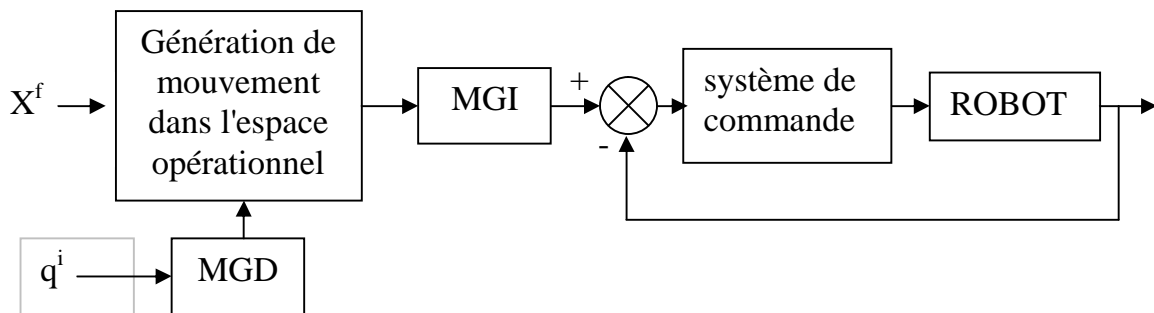 Génération de
mouvement
dans l'espace
opérationnel
X^f
MGI
+
-
système de
commande
ROBOT
q^i
MGD